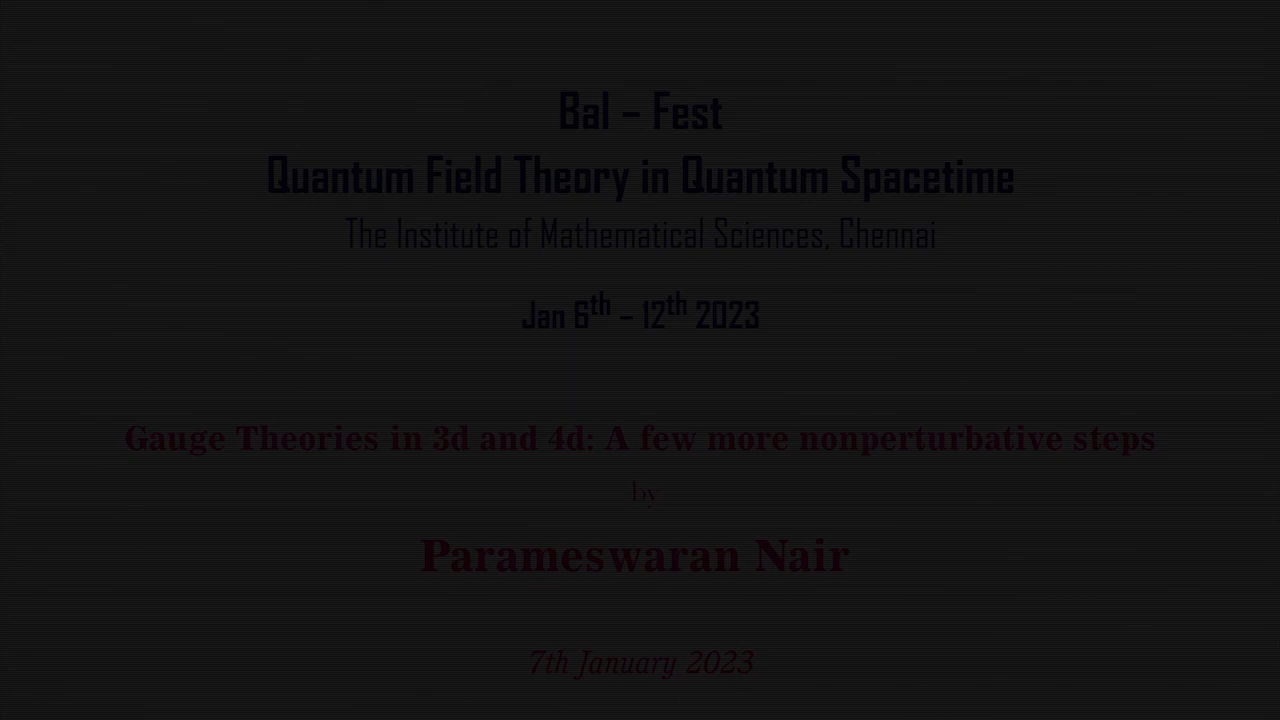 Bal – Fest
Quantum Field Theory in Quantum Spacetime
The Institute of Mathematical Sciences, Chennai
Jan 6th – 12th 2023
Gauge Theories in 3d and 4d: A few more nonperturbative steps
by
Parameswaran Nair
7th January 2023